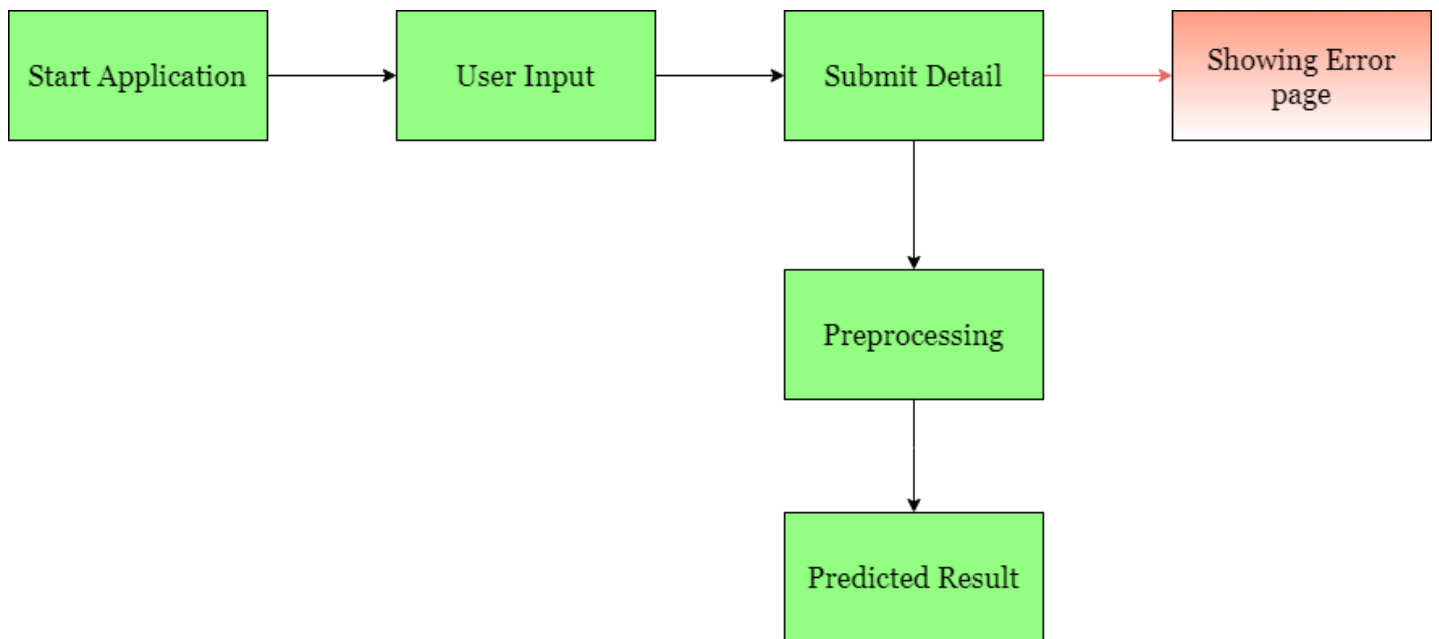 Start Application
User Input
Submit Detail
Showing Error
page
Preprocessing
Predicted Result